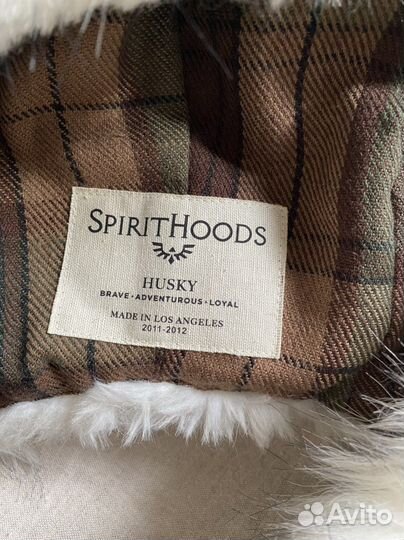 SPIRITHOODS
HUSKY
BRAVE · ADVENTUROUS · LOYAL
MADE IN LOS ANGELES
2011-2012
Avito